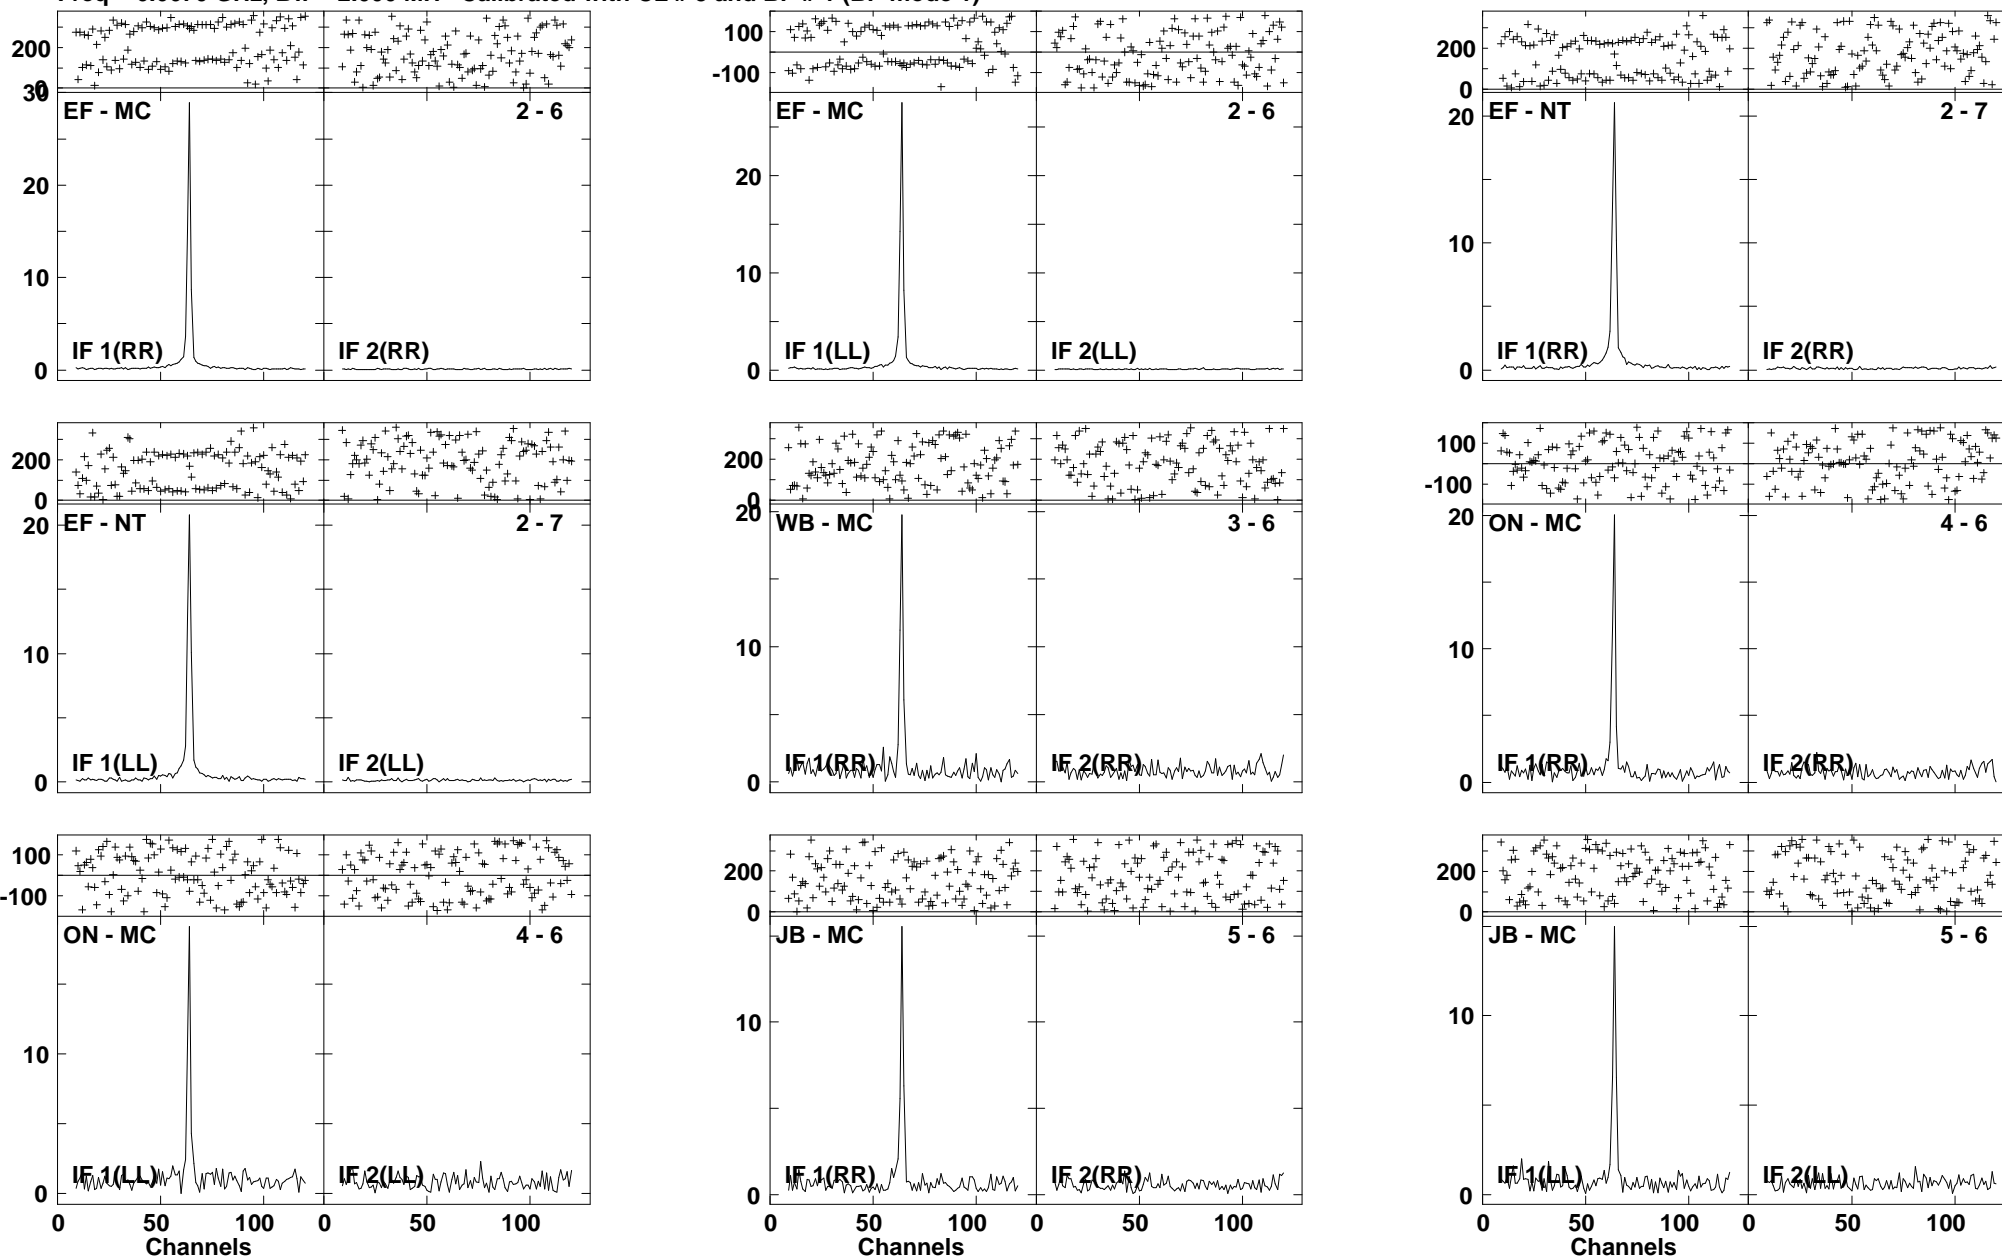 200 100 200
0 -100 0
30
EF - MC 2 - 6 EF - MC 2 - 6 EF - NT 2 - 7
20 20 20
10 10 10
IF 1(RR) IF 2(RR) IF 1(LL) IF 2(LL) IF 1(RR) IF 2(RR)
0 0 0
200 200 100
0 0 -100
20
EF - NT 2 - 7 WB - MC 3 - 6 ON - MC 4 - 6
20 20
10 10 10
IF 1(LL) IF 2(LL) IF 1(RR) IF 2(RR) IF 1(RR) IF 2(RR)
0 0 0
100 200 200
-100 0 0
ON - MC 4 - 6 JB - MC 5 - 6 JB - MC 5 - 6
10 10 10
IF 1(LL) IF 2(LL) IF 1(RR) IF 2(RR) IF 1(LL) IF 2(LL)
0 0 0
0 50 100 0 50 100 0 50 100 0 50 100 0 50 100 0 50 100
Channels Channels Channels